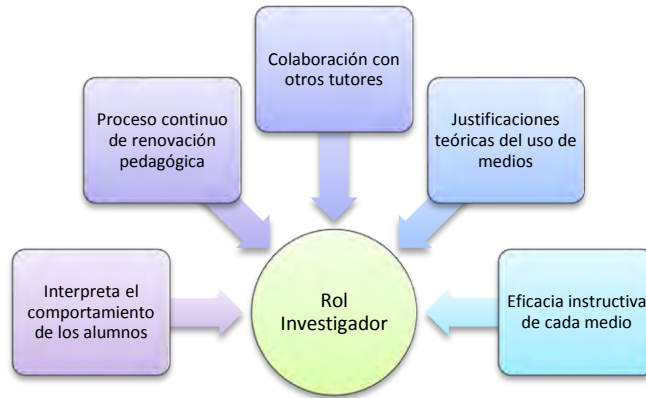 Colaboración con
otros tutores
Proceso continuo
de renovación
pedagógica
Justificaciones
teóricas del uso de
medios
Interpreta el
comportamiento
de los alumnos
Rol
Investigador
Eficacia instructiva
de cada medio